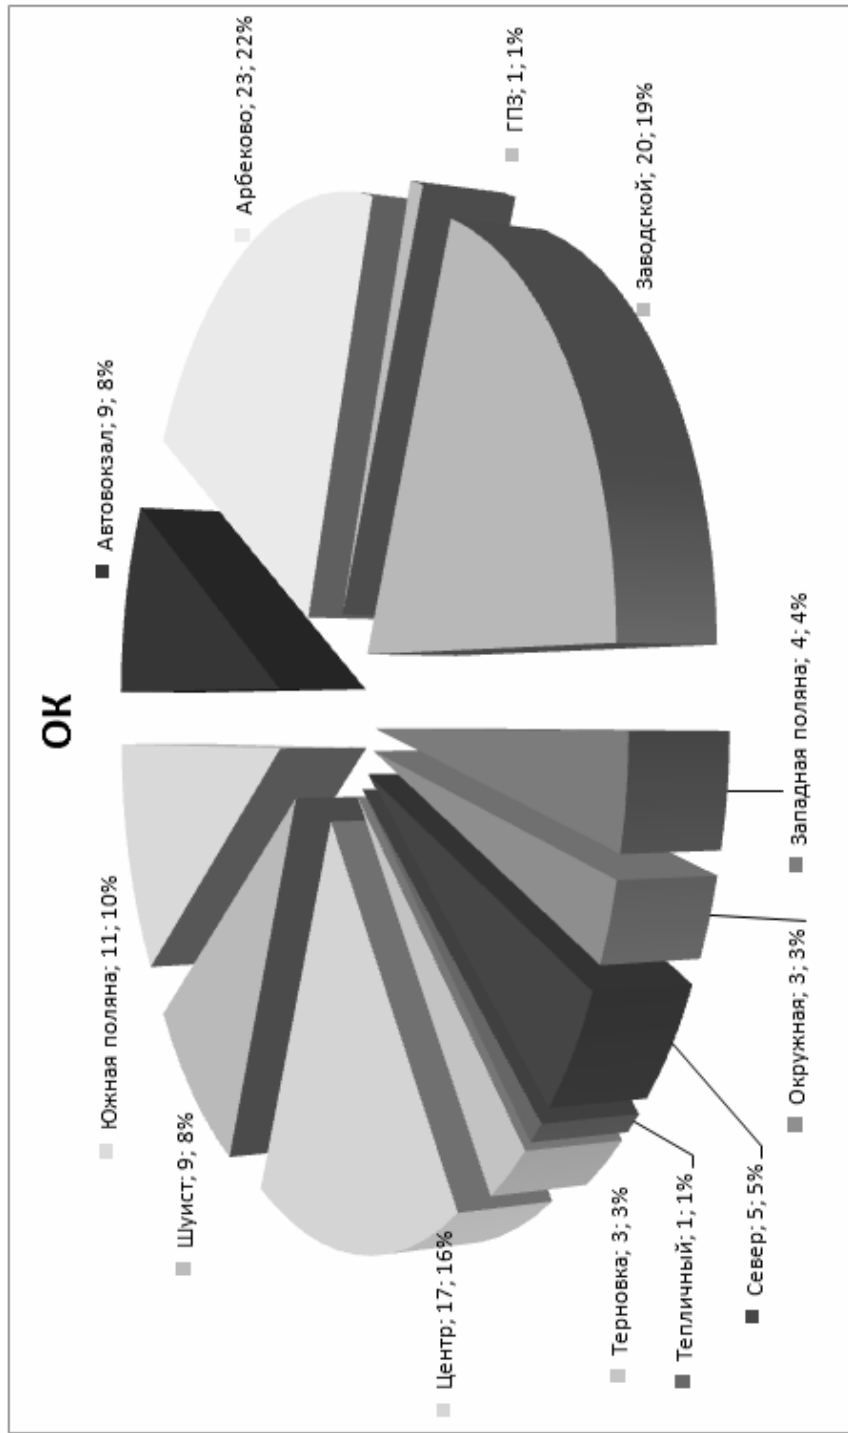 ОК
Автовокзал; 9; 8%
Арбеково; 23; 22%
ГПЗ; 1; 1%
Заводской; 20; 19%
Западная поляна; 4; 4%
Окружная; 3; 3%
Север; 5; 5%
Тепличный; 1; 1%
Терновка; 3; 3%
Центр; 17; 16%
Шуист; 9; 8%
Южная поляна; 11; 10%